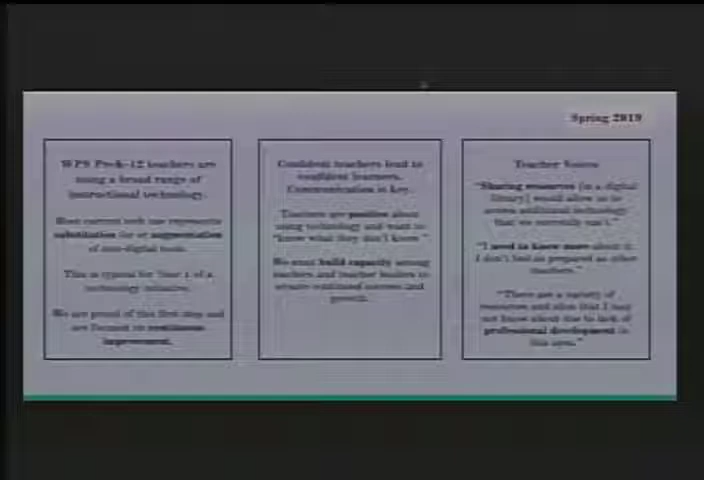 Spring 2019
WPS PreK-12 teachers are
using a broad range of
instructional technology.
Most current tech use represents
substitution for or augmentation
of non-digital tools.
This is typical for Year 1 of a
technology initiative.
We are proud of this first step and
are focused on continuous
improvement.
Confident teachers lead to
confident learners.
Communication is key.
Teachers are positive about
using technology and want to
"know what they don't know."
We must build capacity among
teachers and teacher leaders to
ensure continued success and
growth.
Teacher Voices
"Sharing resources (in a digital
library) would allow us to
access additional technology
that we currently can't."
"I need to know more about it.
I don't feel as prepared as other
teachers."
"There are a variety of
resources and sites that I may
not know about due to lack of
professional development in
this area."